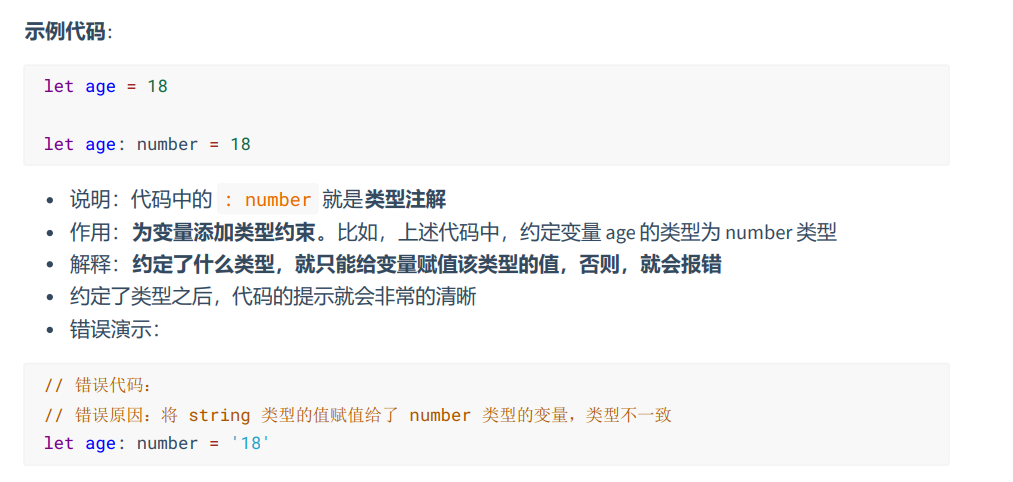 示例代码：
let age = 18
let age: number = 18
说明：代码中的 : number 就是类型注解
作用：为变量添加类型约束。比如，上述代码中，约定变量 age 的类型为 number 类型
解释：约定了什么类型，就只能给变量赋值该类型的值，否则，就会报错
约定了类型之后，代码的提示就会非常的清晰
错误演示：
// 错误代码：
// 错误原因：将 string 类型的值赋值给了 number 类型的变量，类型不一致
let age: number = '18'